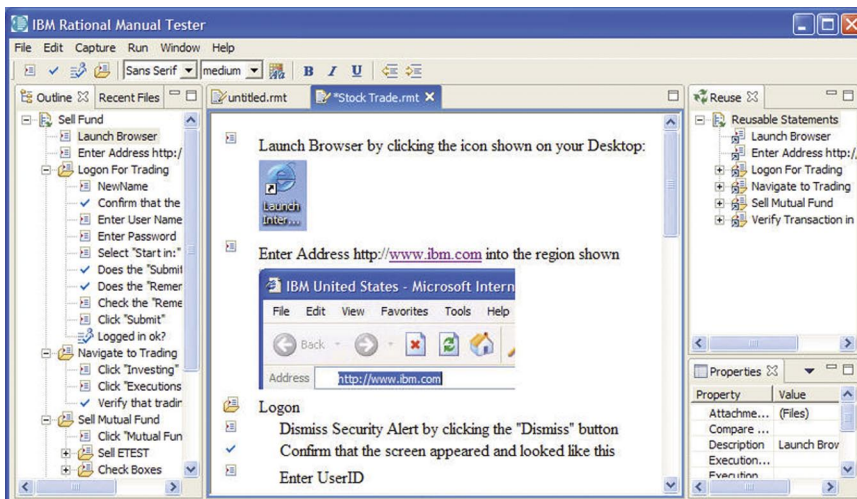 IBM Rational Manual Tester
File Edit Capture Run Window Help
Sans Serif medium B I U
Outline Recent Files
Sell Fund
Launch Browser
Enter Address http:/
Logon For Trading
NewName
Confirm that the
Enter User Name
Enter Password
Select "Start in:"
Does the "Submit
Does the "Remer
Check the "Reme
Click "Submit"
Logged in ok?
Navigate to Trading
Click "Investing"
Click "Executions
Verify that tradin
Sell Mutual Fund
Click "Mutual Fun
Sell ETEST
Check Boxes
untitled.rmt *Stock Trade.rmt
Launch Browser by clicking the icon shown on your Desktop:
Launch
Inter...
Enter Address http://www.ibm.com into the region shown
IBM United States - Microsoft Intern
File Edit View Favorites Tools Help
Back
Address http://www.ibm.com
Logon
Dismiss Security Alert by clicking the "Dismiss" button
Confirm that the screen appeared and looked like this
Enter UserID
Reuse
Reusable Statements
Launch Browser
Enter Address http:/
Logon For Trading
Navigate to Trading
Sell Mutual Fund
Verify Transaction in
Properties
Property Value
Attachme... (Files)
Compare ...
Description Launch Brow
Execution...
Execution